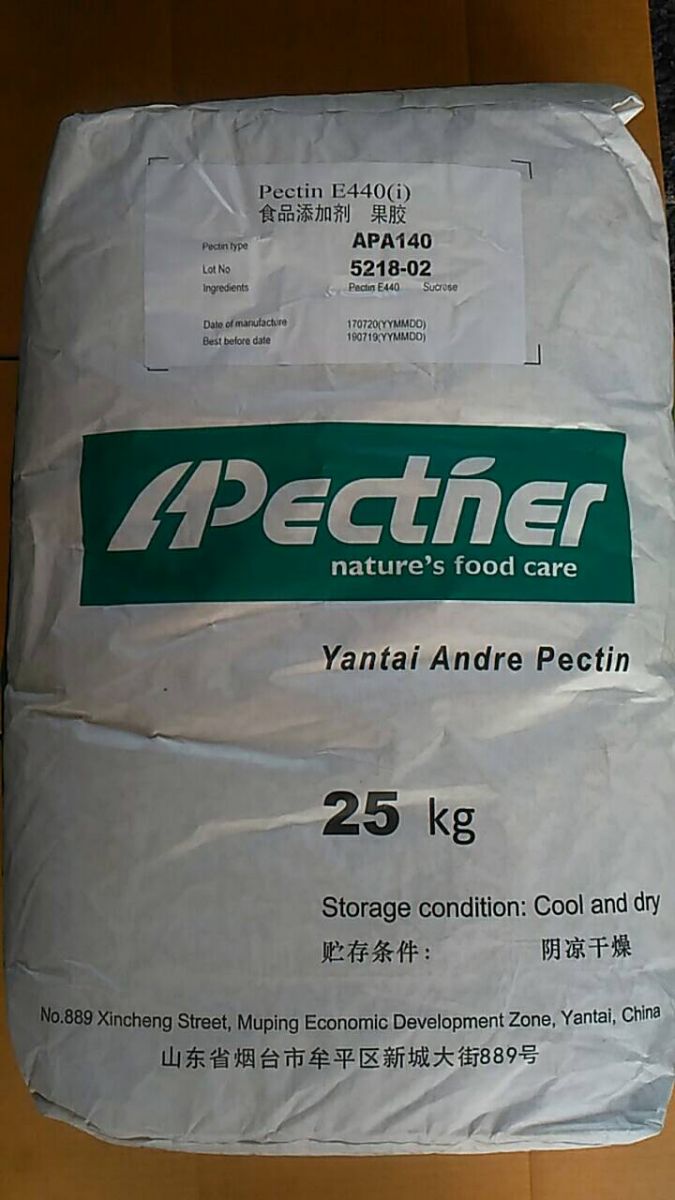 Pectin E440(i)
食品添加剂 果胶
Pectin type APA140
Lot No 5218-02
Ingredients Pectin E440 Sucrose
Date of manufacture 170720(YYMMDD)
Best before date 190719(YYMMDD)
APectner
nature's food care
Yantai Andre Pectin
25 kg
Storage condition: Cool and dry
贮存条件: 阴凉干燥
No.889 Xincheng Street, Muping Economic Development Zone, Yantai, China
山东省烟台市牟平区新城大街889号